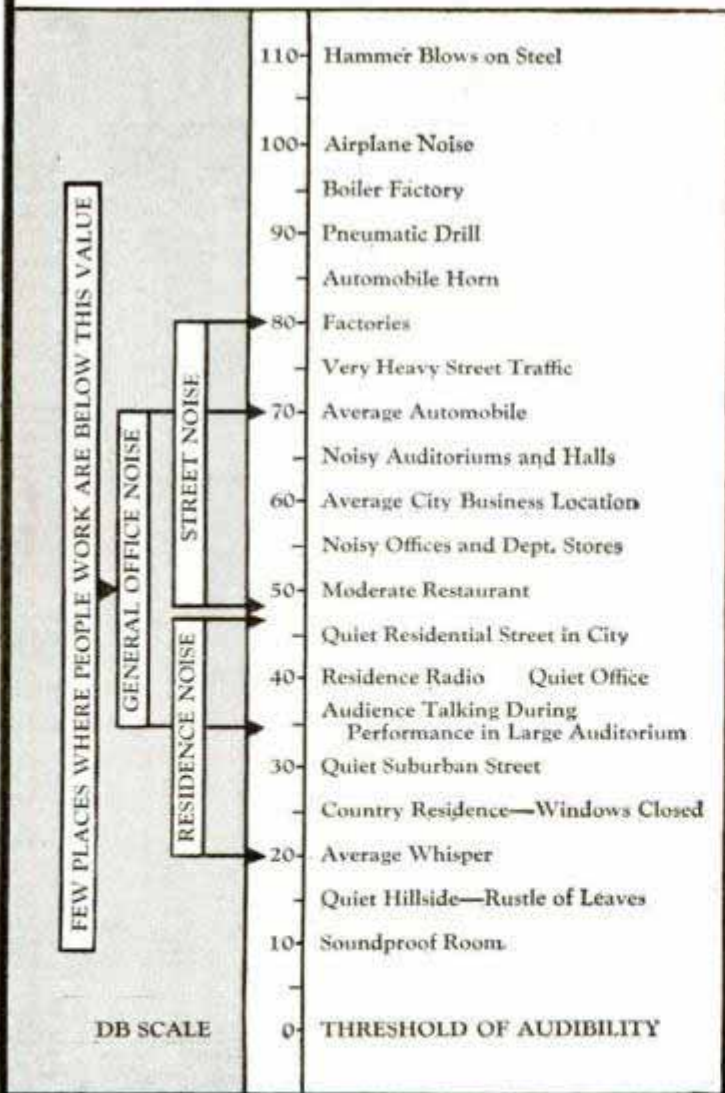 110 Hammer Blows on Steel
100 Airplane Noise
Boiler Factory
90 Pneumatic Drill
Automobile Horn
80 Factories
Very Heavy Street Traffic
70 Average Automobile
Noisy Auditoriums and Halls
60 Average City Business Location
Noisy Offices and Dept. Stores
50 Moderate Restaurant
Quiet Residential Street in City
40 Residence Radio Quiet Office
Audience Talking During
Performance in Large Auditorium
30 Quiet Suburban Street
Country Residence—Windows Closed
20 Average Whisper
Quiet Hillside—Rustle of Leaves
10 Soundproof Room
DB SCALE 0 THRESHOLD OF AUDIBILITY
FEW PLACES WHERE PEOPLE WORK ARE BELOW THIS VALUE
GENERAL OFFICE NOISE
STREET NOISE
RESIDENCE NOISE